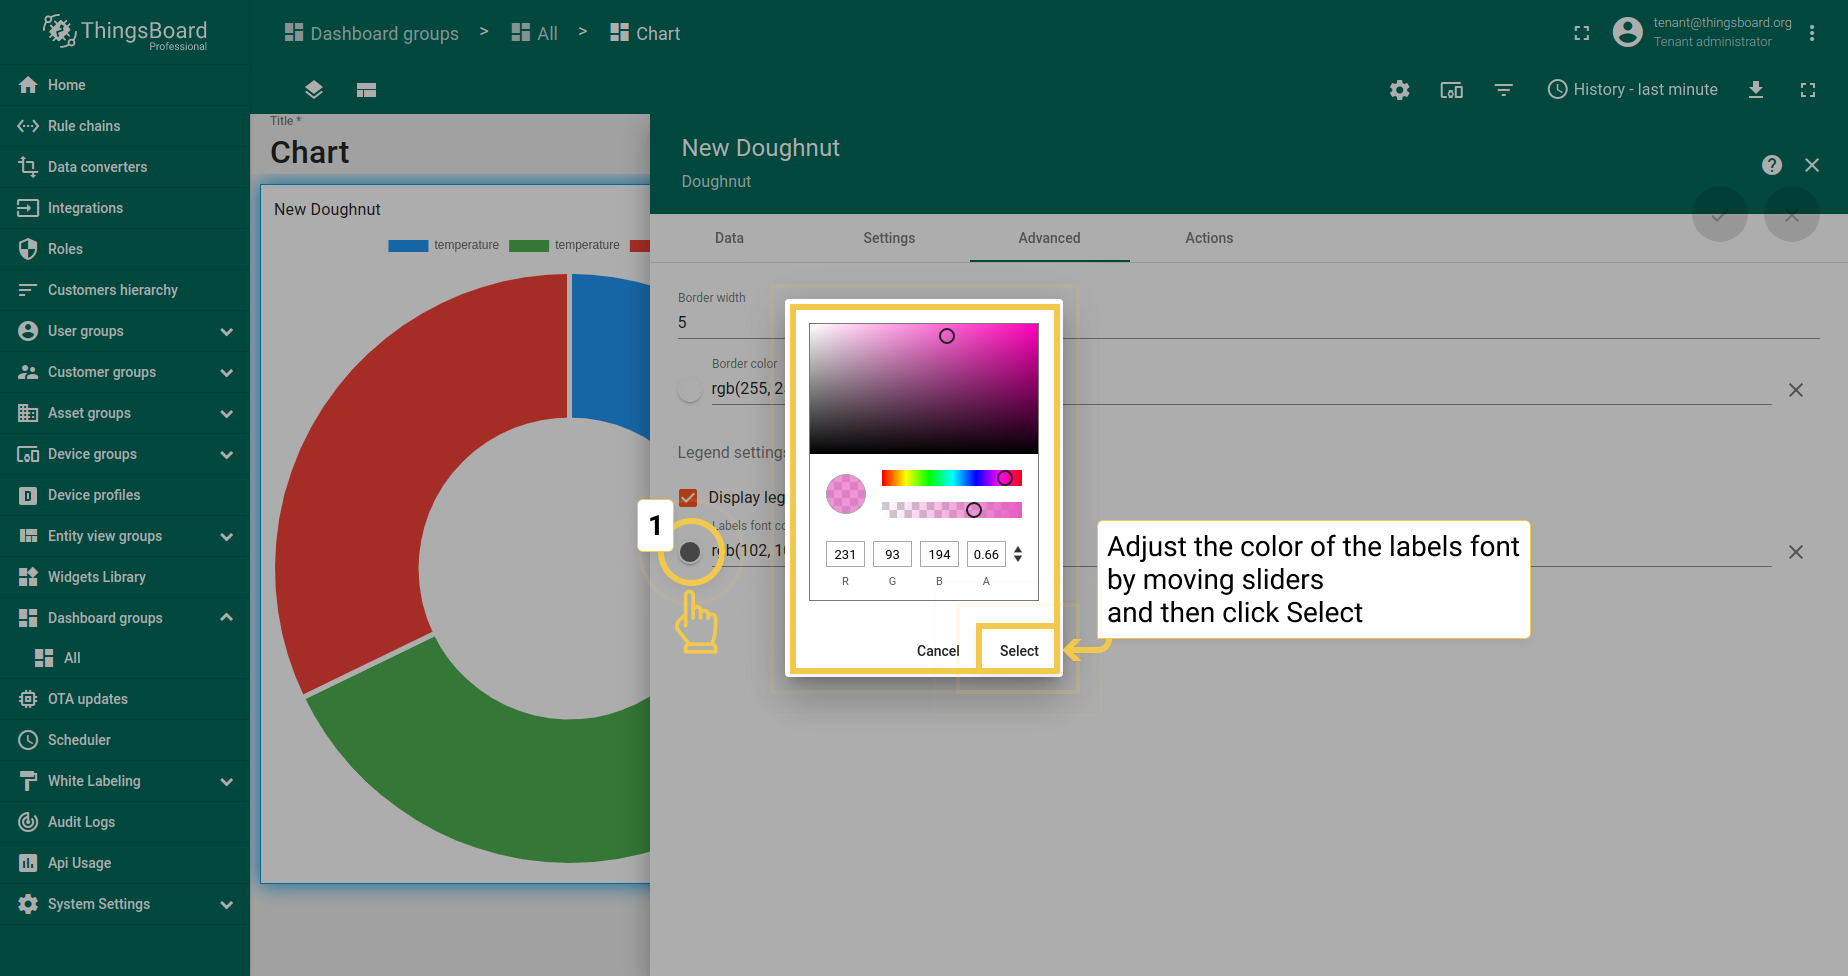 ThingsBoard
Professional
Dashboard groups > All > Chart
tenant@thingsboard.org
Tenant administrator
Home
Rule chains
Data converters
Integrations
Roles
Customers hierarchy
User groups
Customer groups
Asset groups
Device groups
Device profiles
Entity view groups
Widgets Library
Dashboard groups
All
OTA updates
Scheduler
White Labeling
Audit Logs
Api Usage
System Settings
History - last minute
Title *
Chart
New Doughnut
temperature temperature
New Doughnut
Doughnut
Data Settings Advanced Actions
Border width
5
Border color
rgb(255, 2
Legend setting
Display leg
Labels font co
rgb(102, 1
1
231 93 194 0.66
R G B A
Cancel Select
Adjust the color of the labels font
by moving sliders
and then click Select